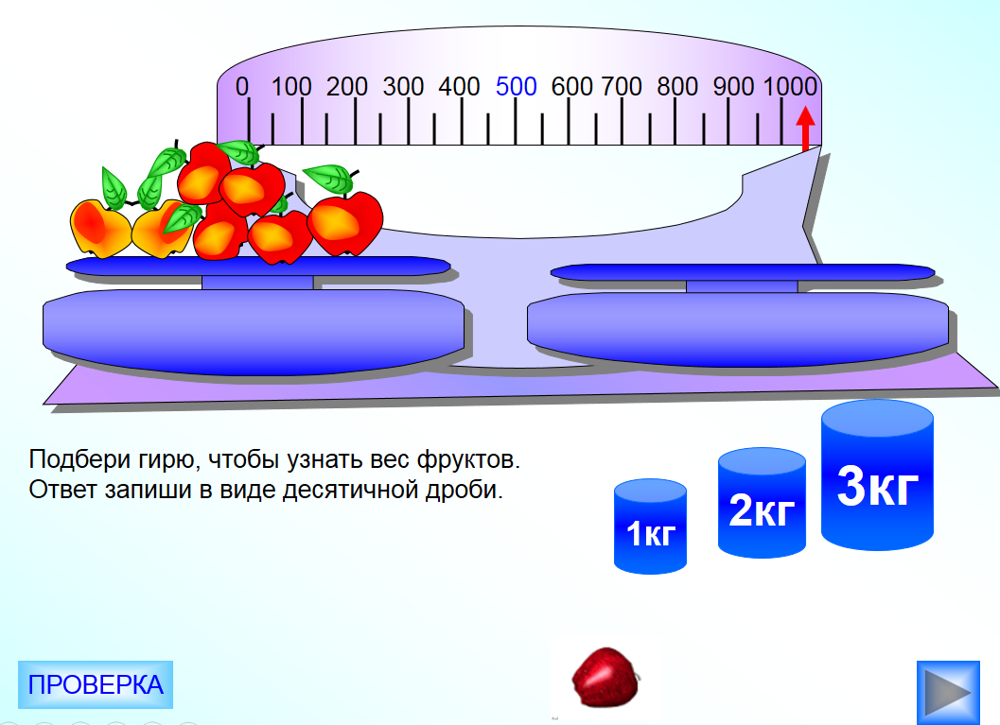 0 100 200 300 400 500 600 700 800 900 1000
Подбери гирю, чтобы узнать вес фруктов.
Ответ запиши в виде десятичной дроби.
1кг 2кг 3кг
ПРОВЕРКА